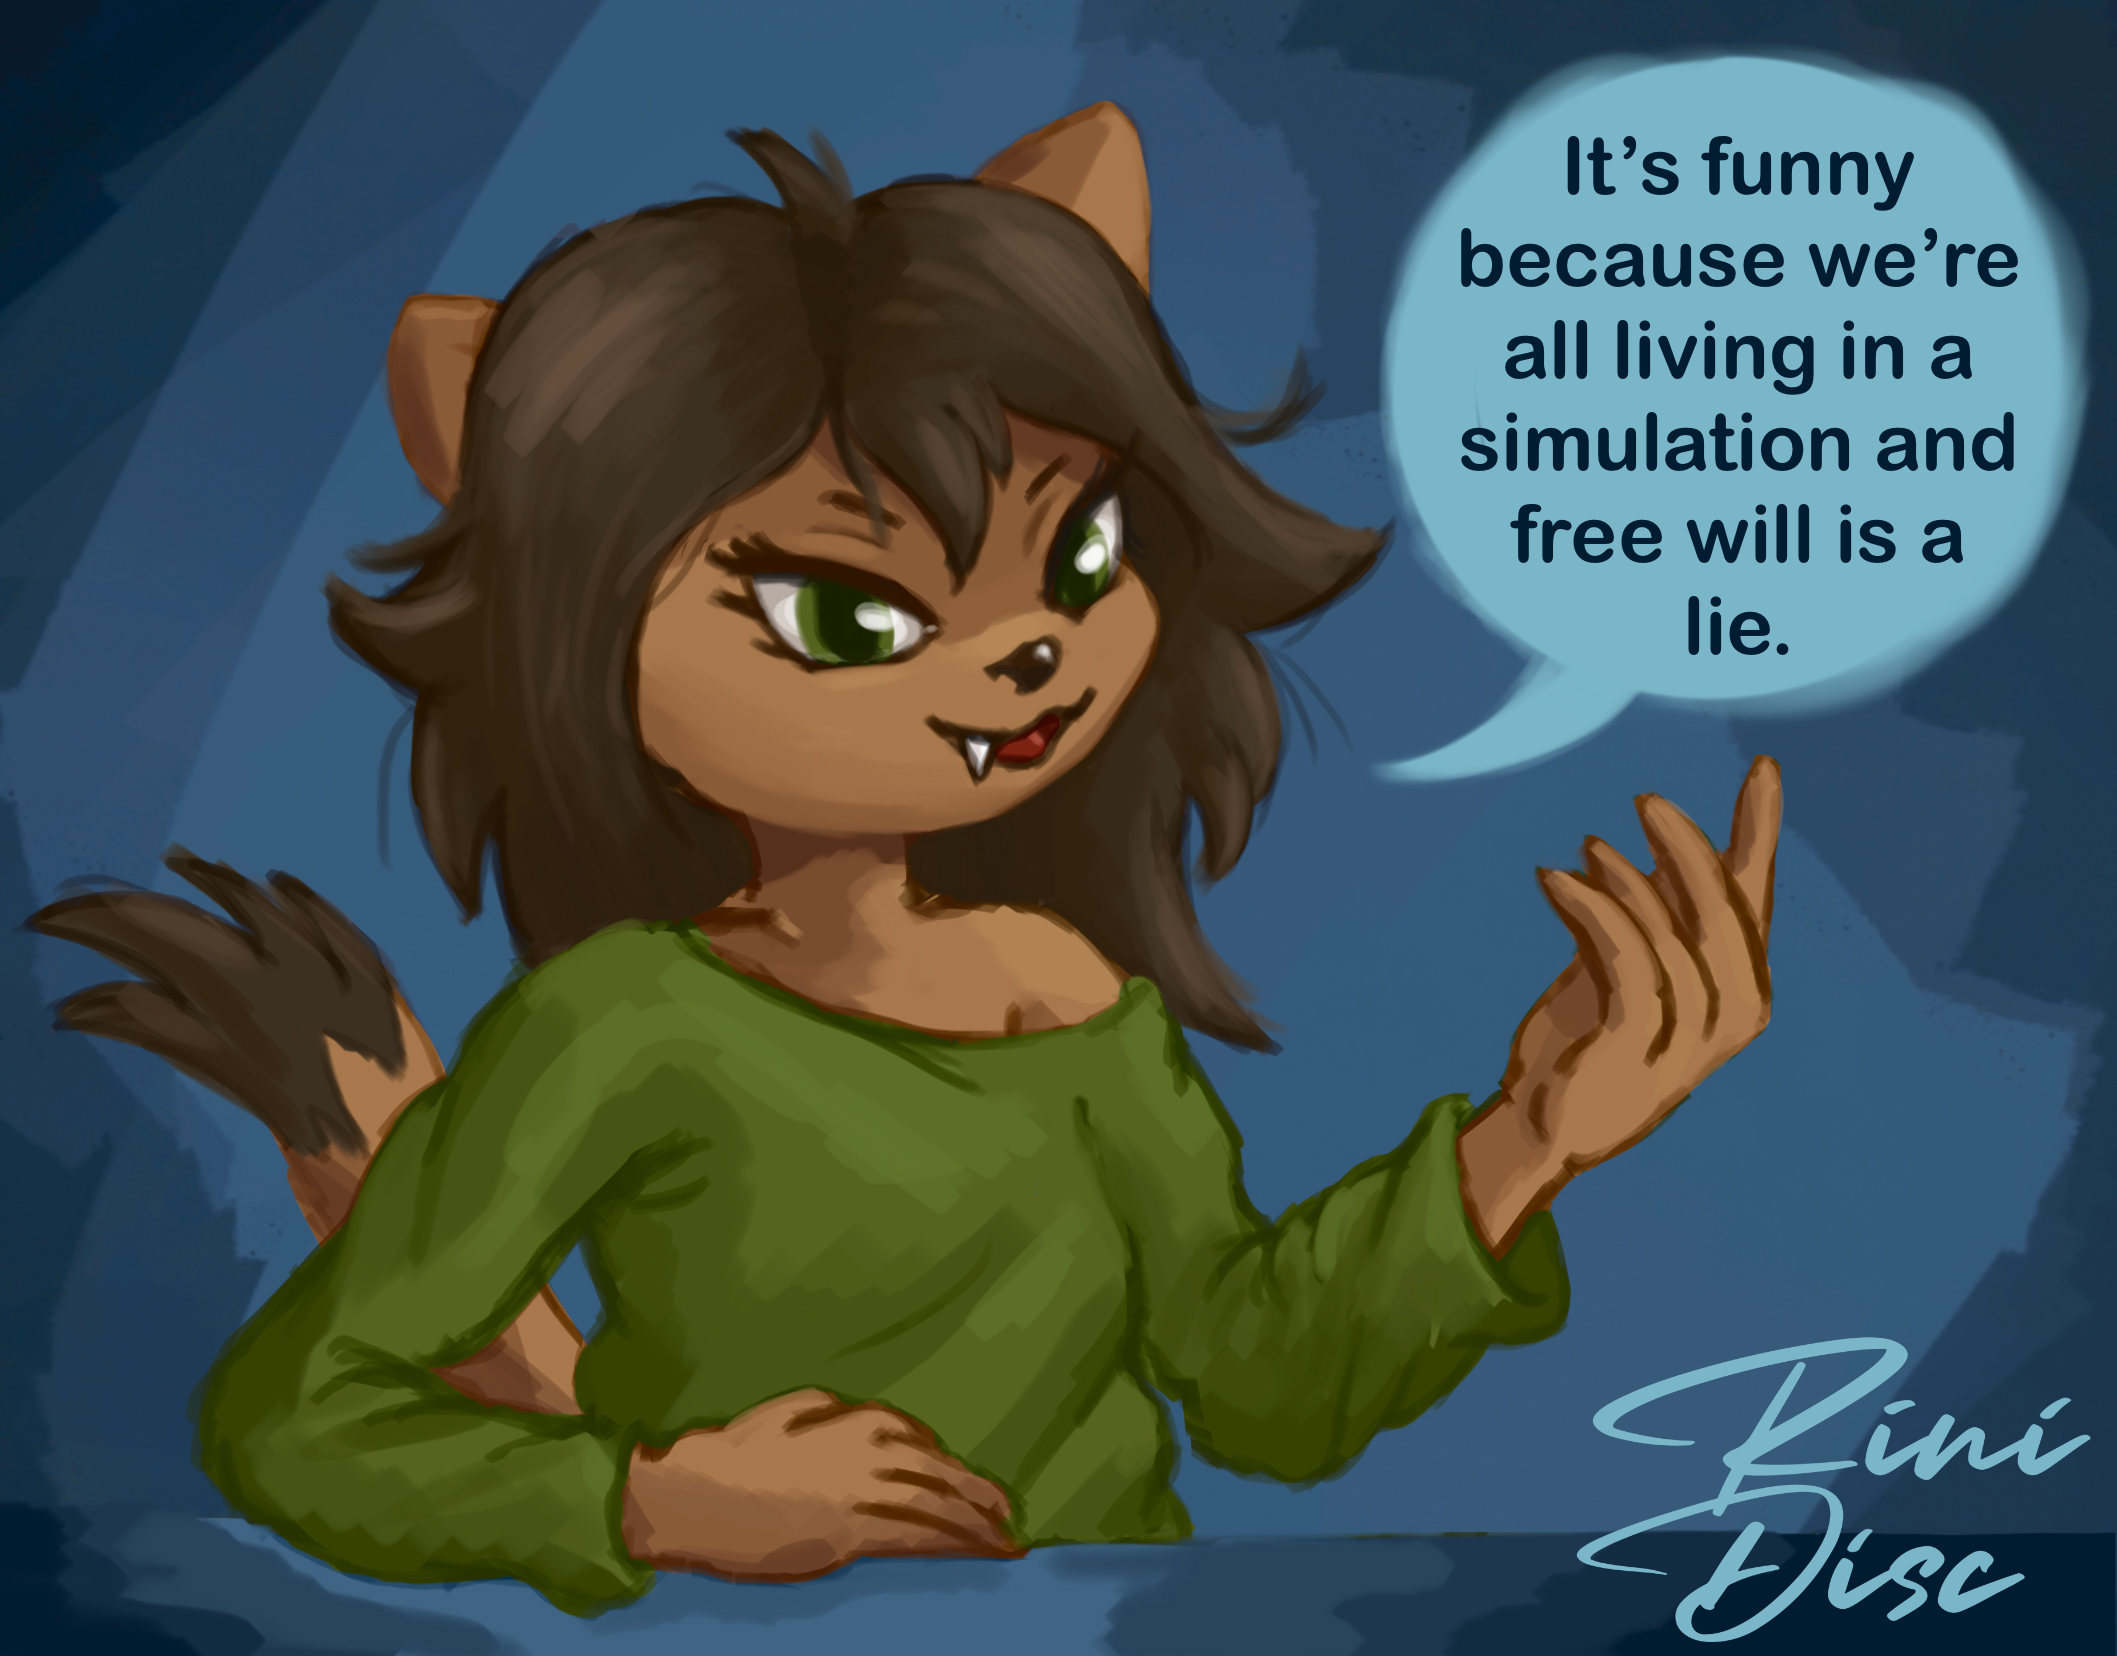 It’s funny
because we’re
all living in a
simulation and
free will is a
lie.
Rini
Disc